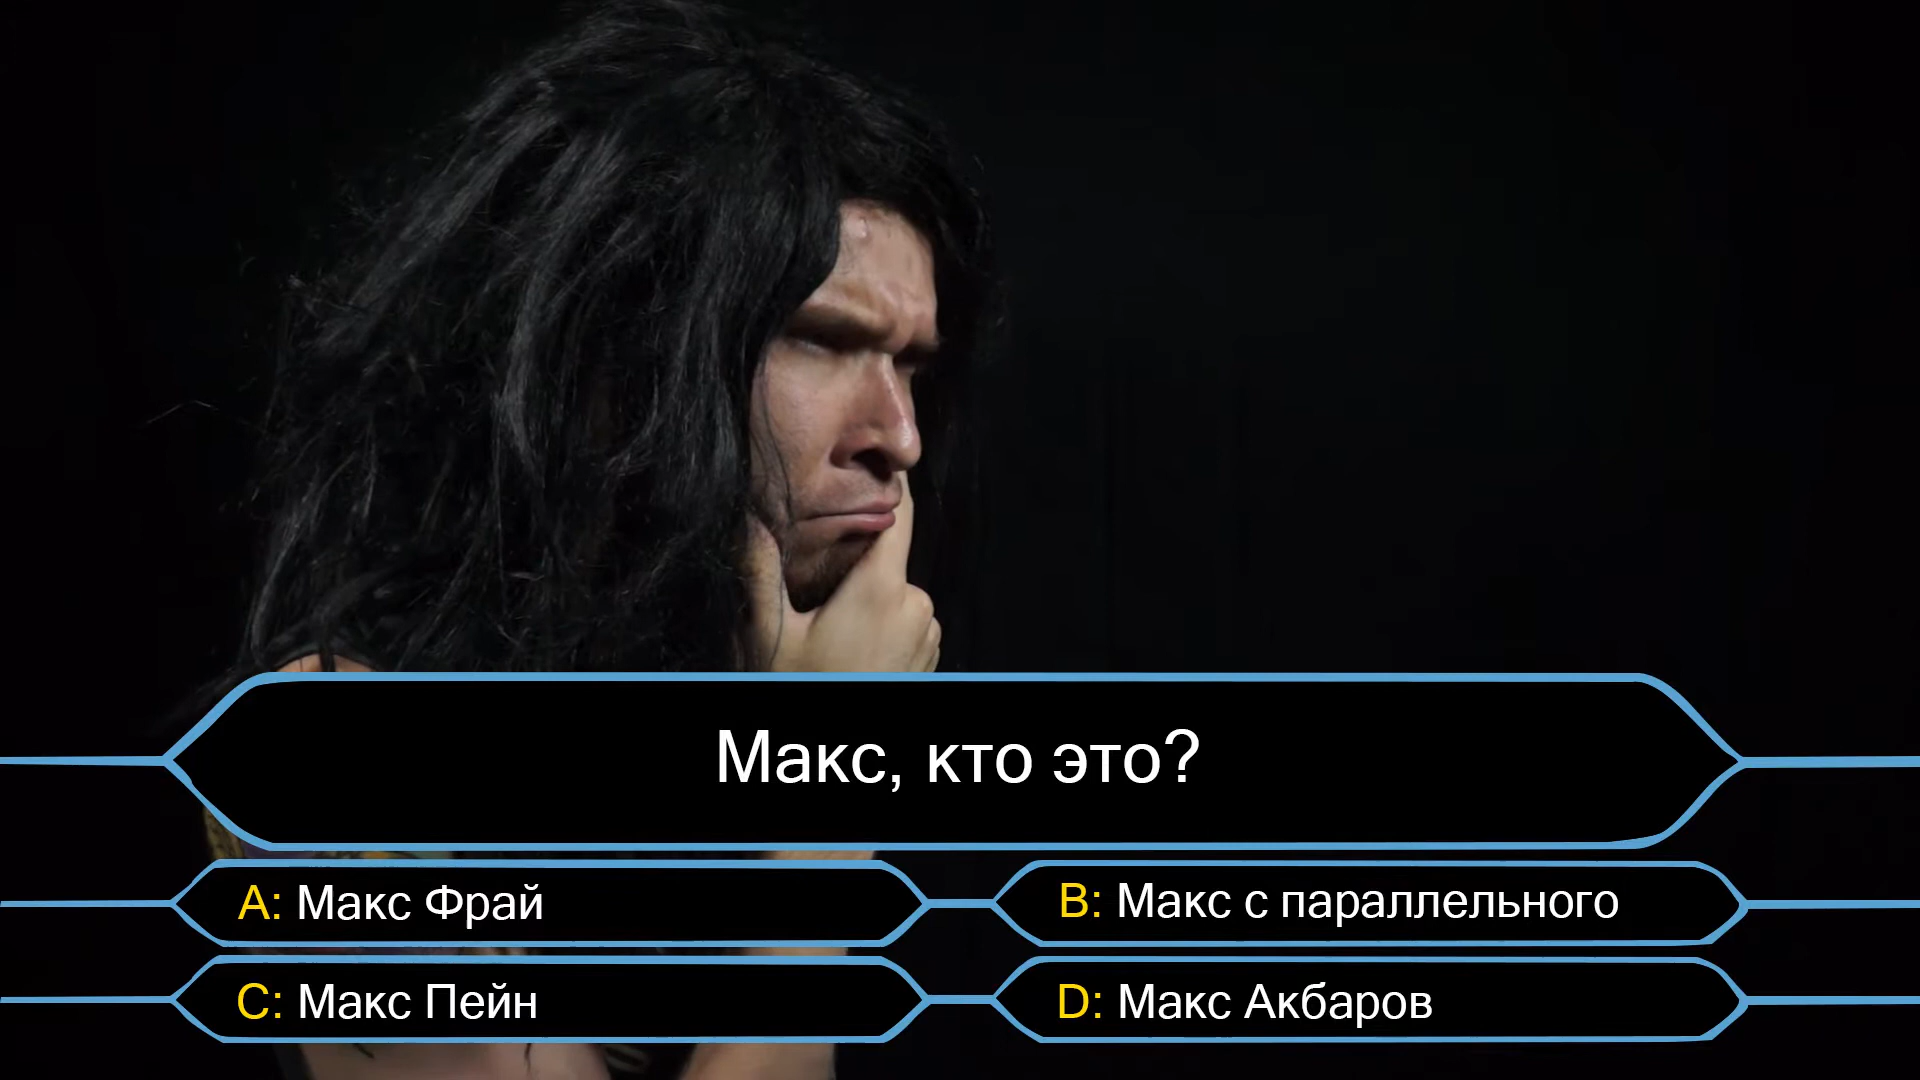 Макс, кто это?
A: Макс Фрай
B: Макс с параллельного
C: Макс Пейн
D: Макс Акбаров